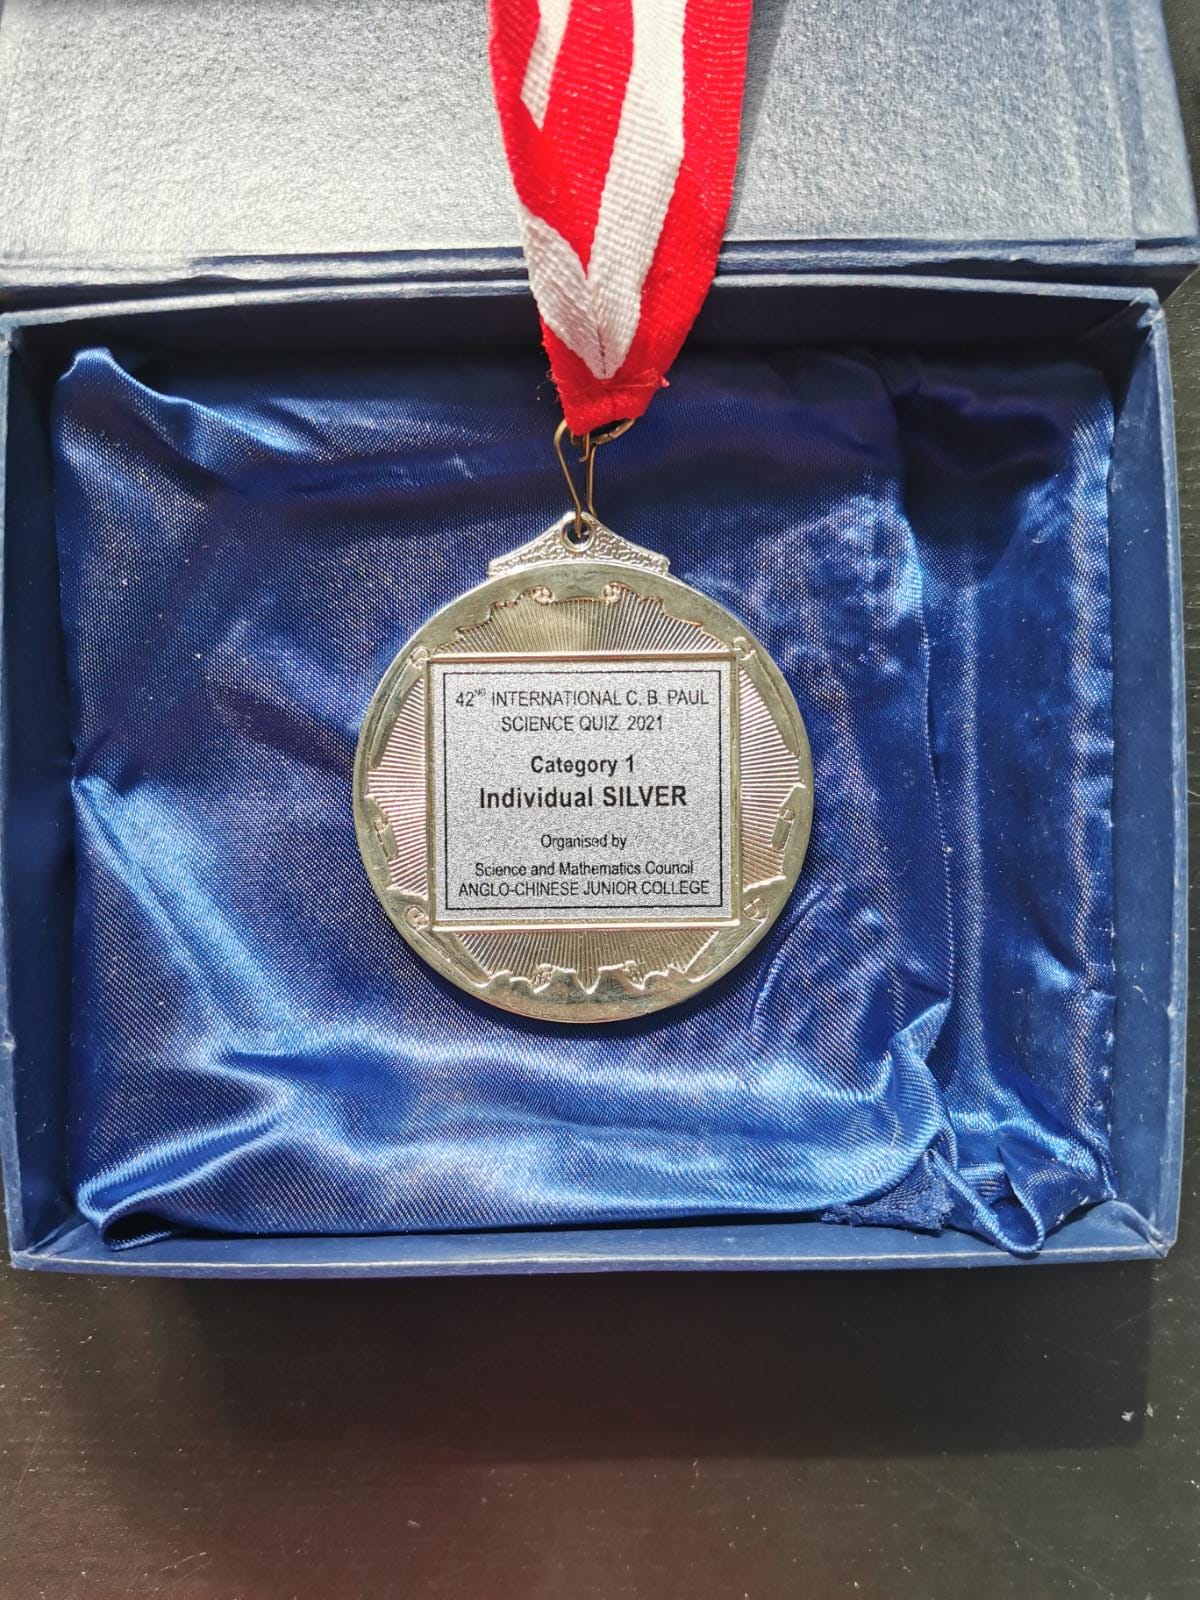 42ND INTERNATIONAL C. B. PAUL
SCIENCE QUIZ 2021
Category 1
Individual SILVER
Organised by
Science and Mathematics Council
ANGLO-CHINESE JUNIOR COLLEGE